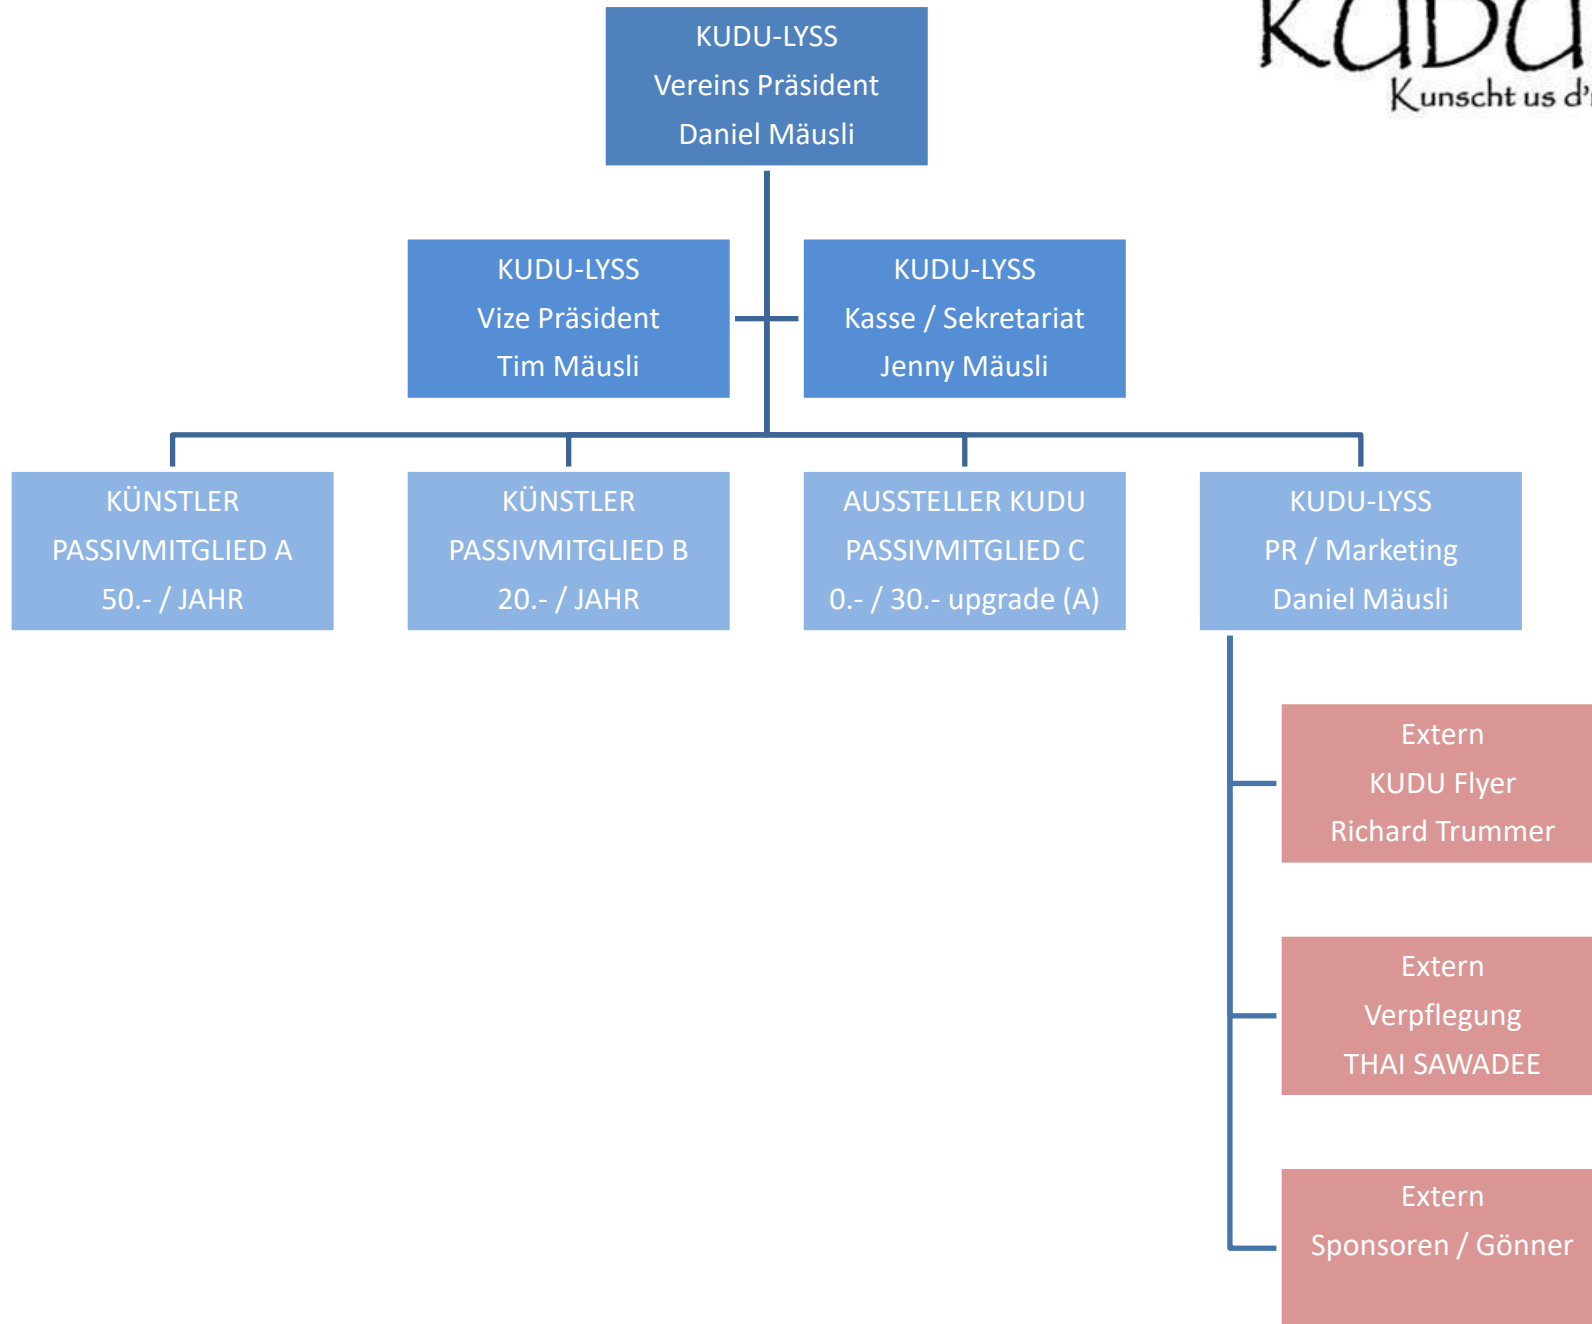 KUDU
Kunscht us d'
KUDU-LYSS
Vereins Präsident
Daniel Mäusli
KUDU-LYSS
Vize Präsident
Tim Mäusli
KUDU-LYSS
Kasse / Sekretariat
Jenny Mäusli
KÜNSTLER
PASSIVMITGLIED A
50.- / JAHR
KÜNSTLER
PASSIVMITGLIED B
20.- / JAHR
AUSSTELLER KUDU
PASSIVMITGLIED C
0.- / 30.- upgrade (A)
KUDU-LYSS
PR / Marketing
Daniel Mäusli
Extern
KUDU Flyer
Richard Trummer
Extern
Verpflegung
THAI SAWADEE
Extern
Sponsoren / Gönner